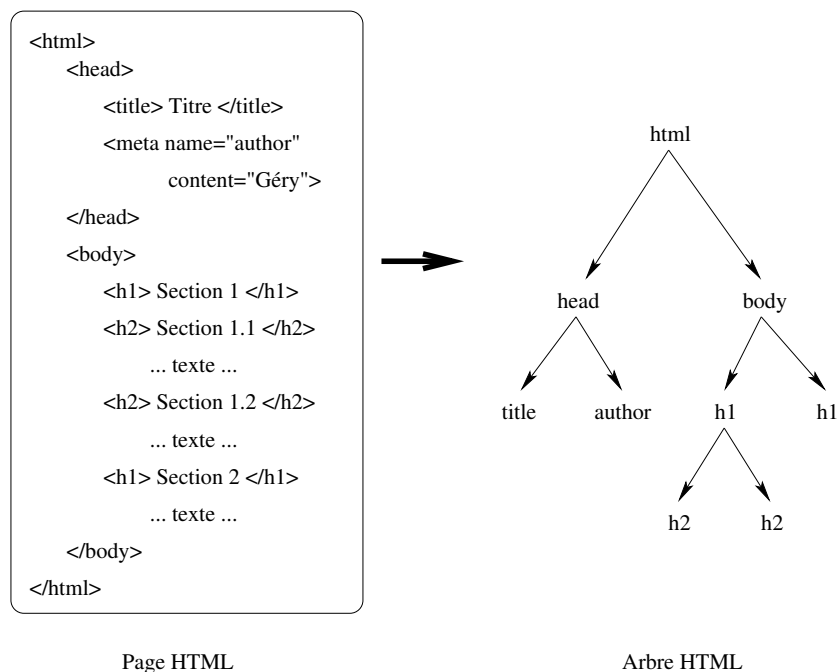 <html>
<head>
<title> Titre </title>
<meta name="author"
content="Géry">
</head>
<body>
<h1> Section 1 </h1>
<h2> Section 1.1 </h2>
... texte ...
<h2> Section 1.2 </h2>
... texte ...
<h1> Section 2 </h1>
... texte ...
</body>
</html>
Page HTML
html
head body
title author h1 h1
h2 h2
Arbre HTML